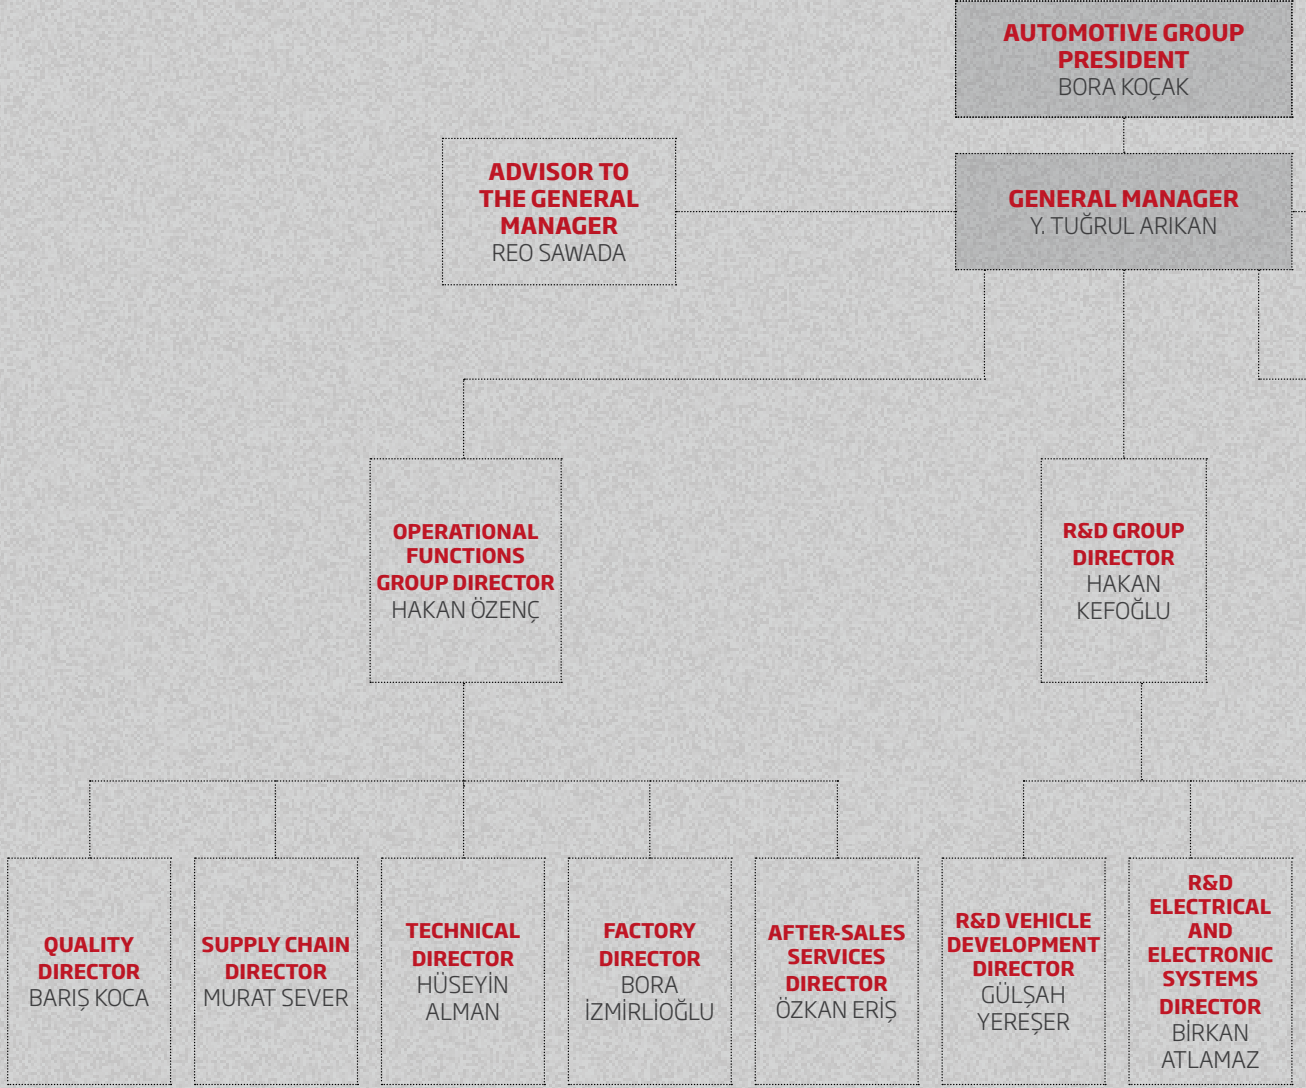 AUTOMOTIVE GROUP
PRESIDENT
BORA KOÇAK
ADVISOR TO
THE GENERAL
MANAGER
REO SAWADA
GENERAL MANAGER
Y. TUĞRUL ARIKAN
OPERATIONAL
FUNCTIONS
GROUP DIRECTOR
HAKAN ÖZENÇ
R&D GROUP
DIRECTOR
HAKAN
KEFOĞLU
QUALITY
DIRECTOR
BARIŞ KOCA
SUPPLY CHAIN
DIRECTOR
MURAT SEVER
TECHNICAL
DIRECTOR
HÜSEYİN
ALMAN
FACTORY
DIRECTOR
BORA
İZMİRLİOĞLU
AFTER-SALES
SERVICES
DIRECTOR
ÖZKAN ERİŞ
R&D VEHICLE
DEVELOPMENT
DIRECTOR
GÜLŞAH
YEREŞER
R&D
ELECTRICAL
AND
ELECTRONIC
SYSTEMS
DIRECTOR
BİRKAN
ATLAMAZ